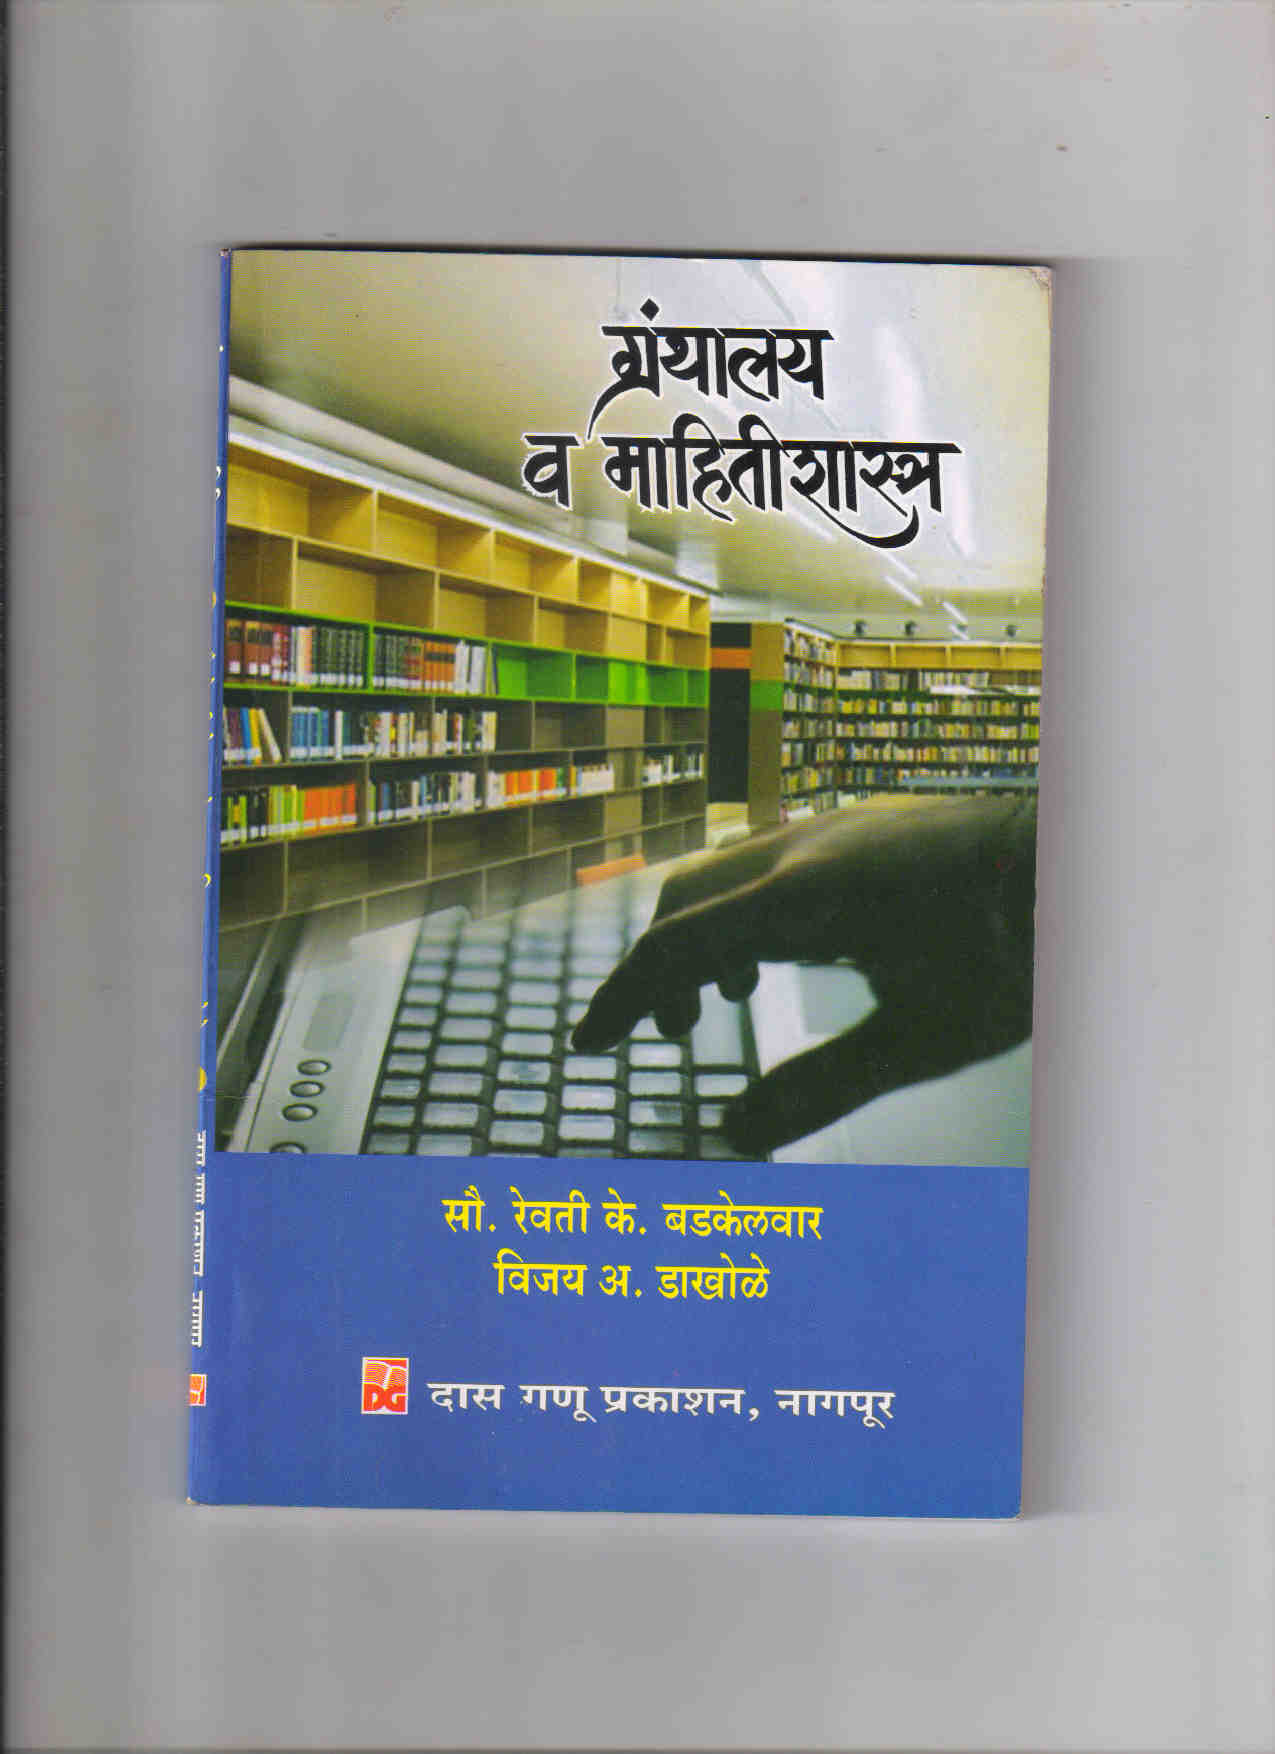 ग्रंथालय
व माहितीशास्त्र
सौ. रेवती के. बडकेलवार
विजय अ. डाखोळे
DG दास गणू प्रकाशन, नागपूर